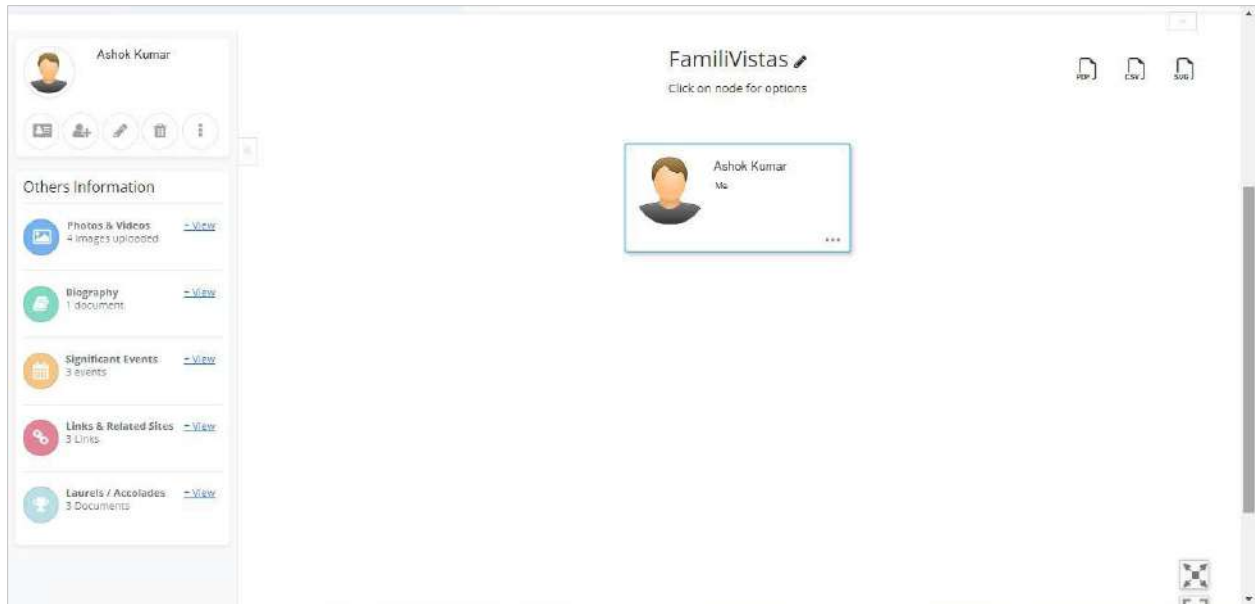 Ashok Kumar
FamiliVistas
Click on node for options
PDF
CSV
SVG
Ashok Kumar
Me
Others Information
Photos & Videos
- View
4 images uploaded
Biography
- View
1 document
Significant Events
- View
3 events
Links & Related Sites
- View
3 Links
Laurels / Accolades
- View
3 Documents